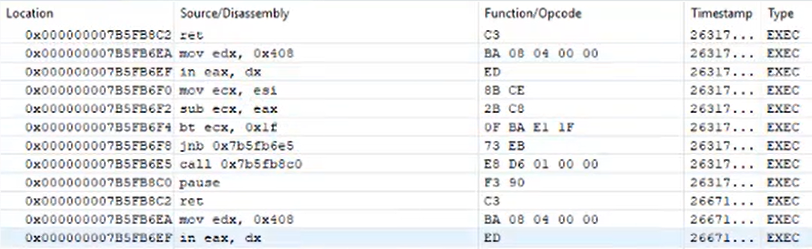 Location Source/Disassembly Function/Opcode Timestamp Type
0x000000007B5FB8C2 ret C3 26317... EXEC
0x000000007B5FB6EA mov edx, 0x408 BA 08 04 00 00 26317... EXEC
0x000000007B5FB6EF in eax, dx ED 26317... EXEC
0x000000007B5FB6F0 mov ecx, esi 8B CE 26317... EXEC
0x000000007B5FB6F2 sub ecx, eax 2B C8 26317... EXEC
0x000000007B5FB6F4 bt ecx, 0x1f 0F BA E1 1F 26317... EXEC
0x000000007B5FB6F8 jnb 0x7b5fb6e5 73 EB 26317... EXEC
0x000000007B5FB6E5 call 0x7b5fb8c0 E8 D6 01 00 00 26317... EXEC
0x000000007B5FB8C0 pause F3 90 26317... EXEC
0x000000007B5FB8C2 ret C3 26671... EXEC
0x000000007B5FB6EA mov edx, 0x408 BA 08 04 00 00 26671... EXEC
0x000000007B5FB6EF in eax, dx ED 26671... EXEC